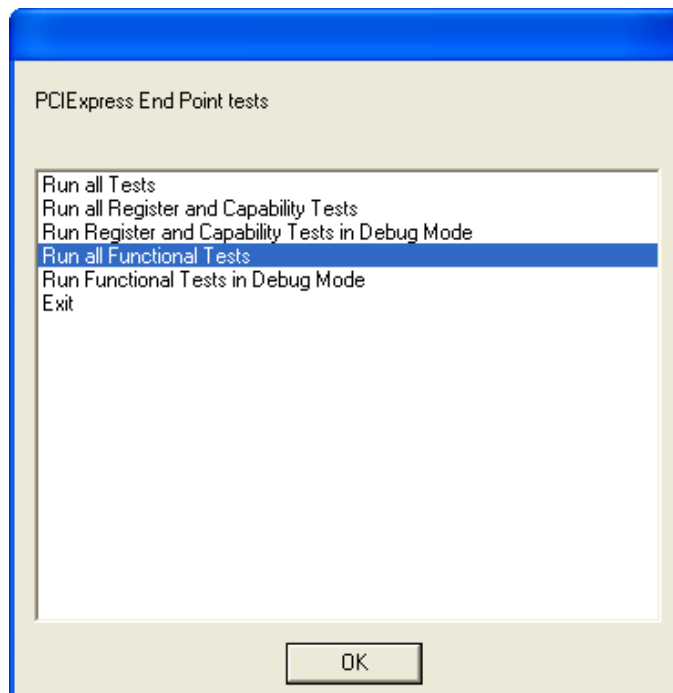 PCIExpress End Point tests
Run all Tests
Run all Register and Capability Tests
Run Register and Capability Tests in Debug Mode
Run all Functional Tests
Run Functional Tests in Debug Mode
Exit
OK